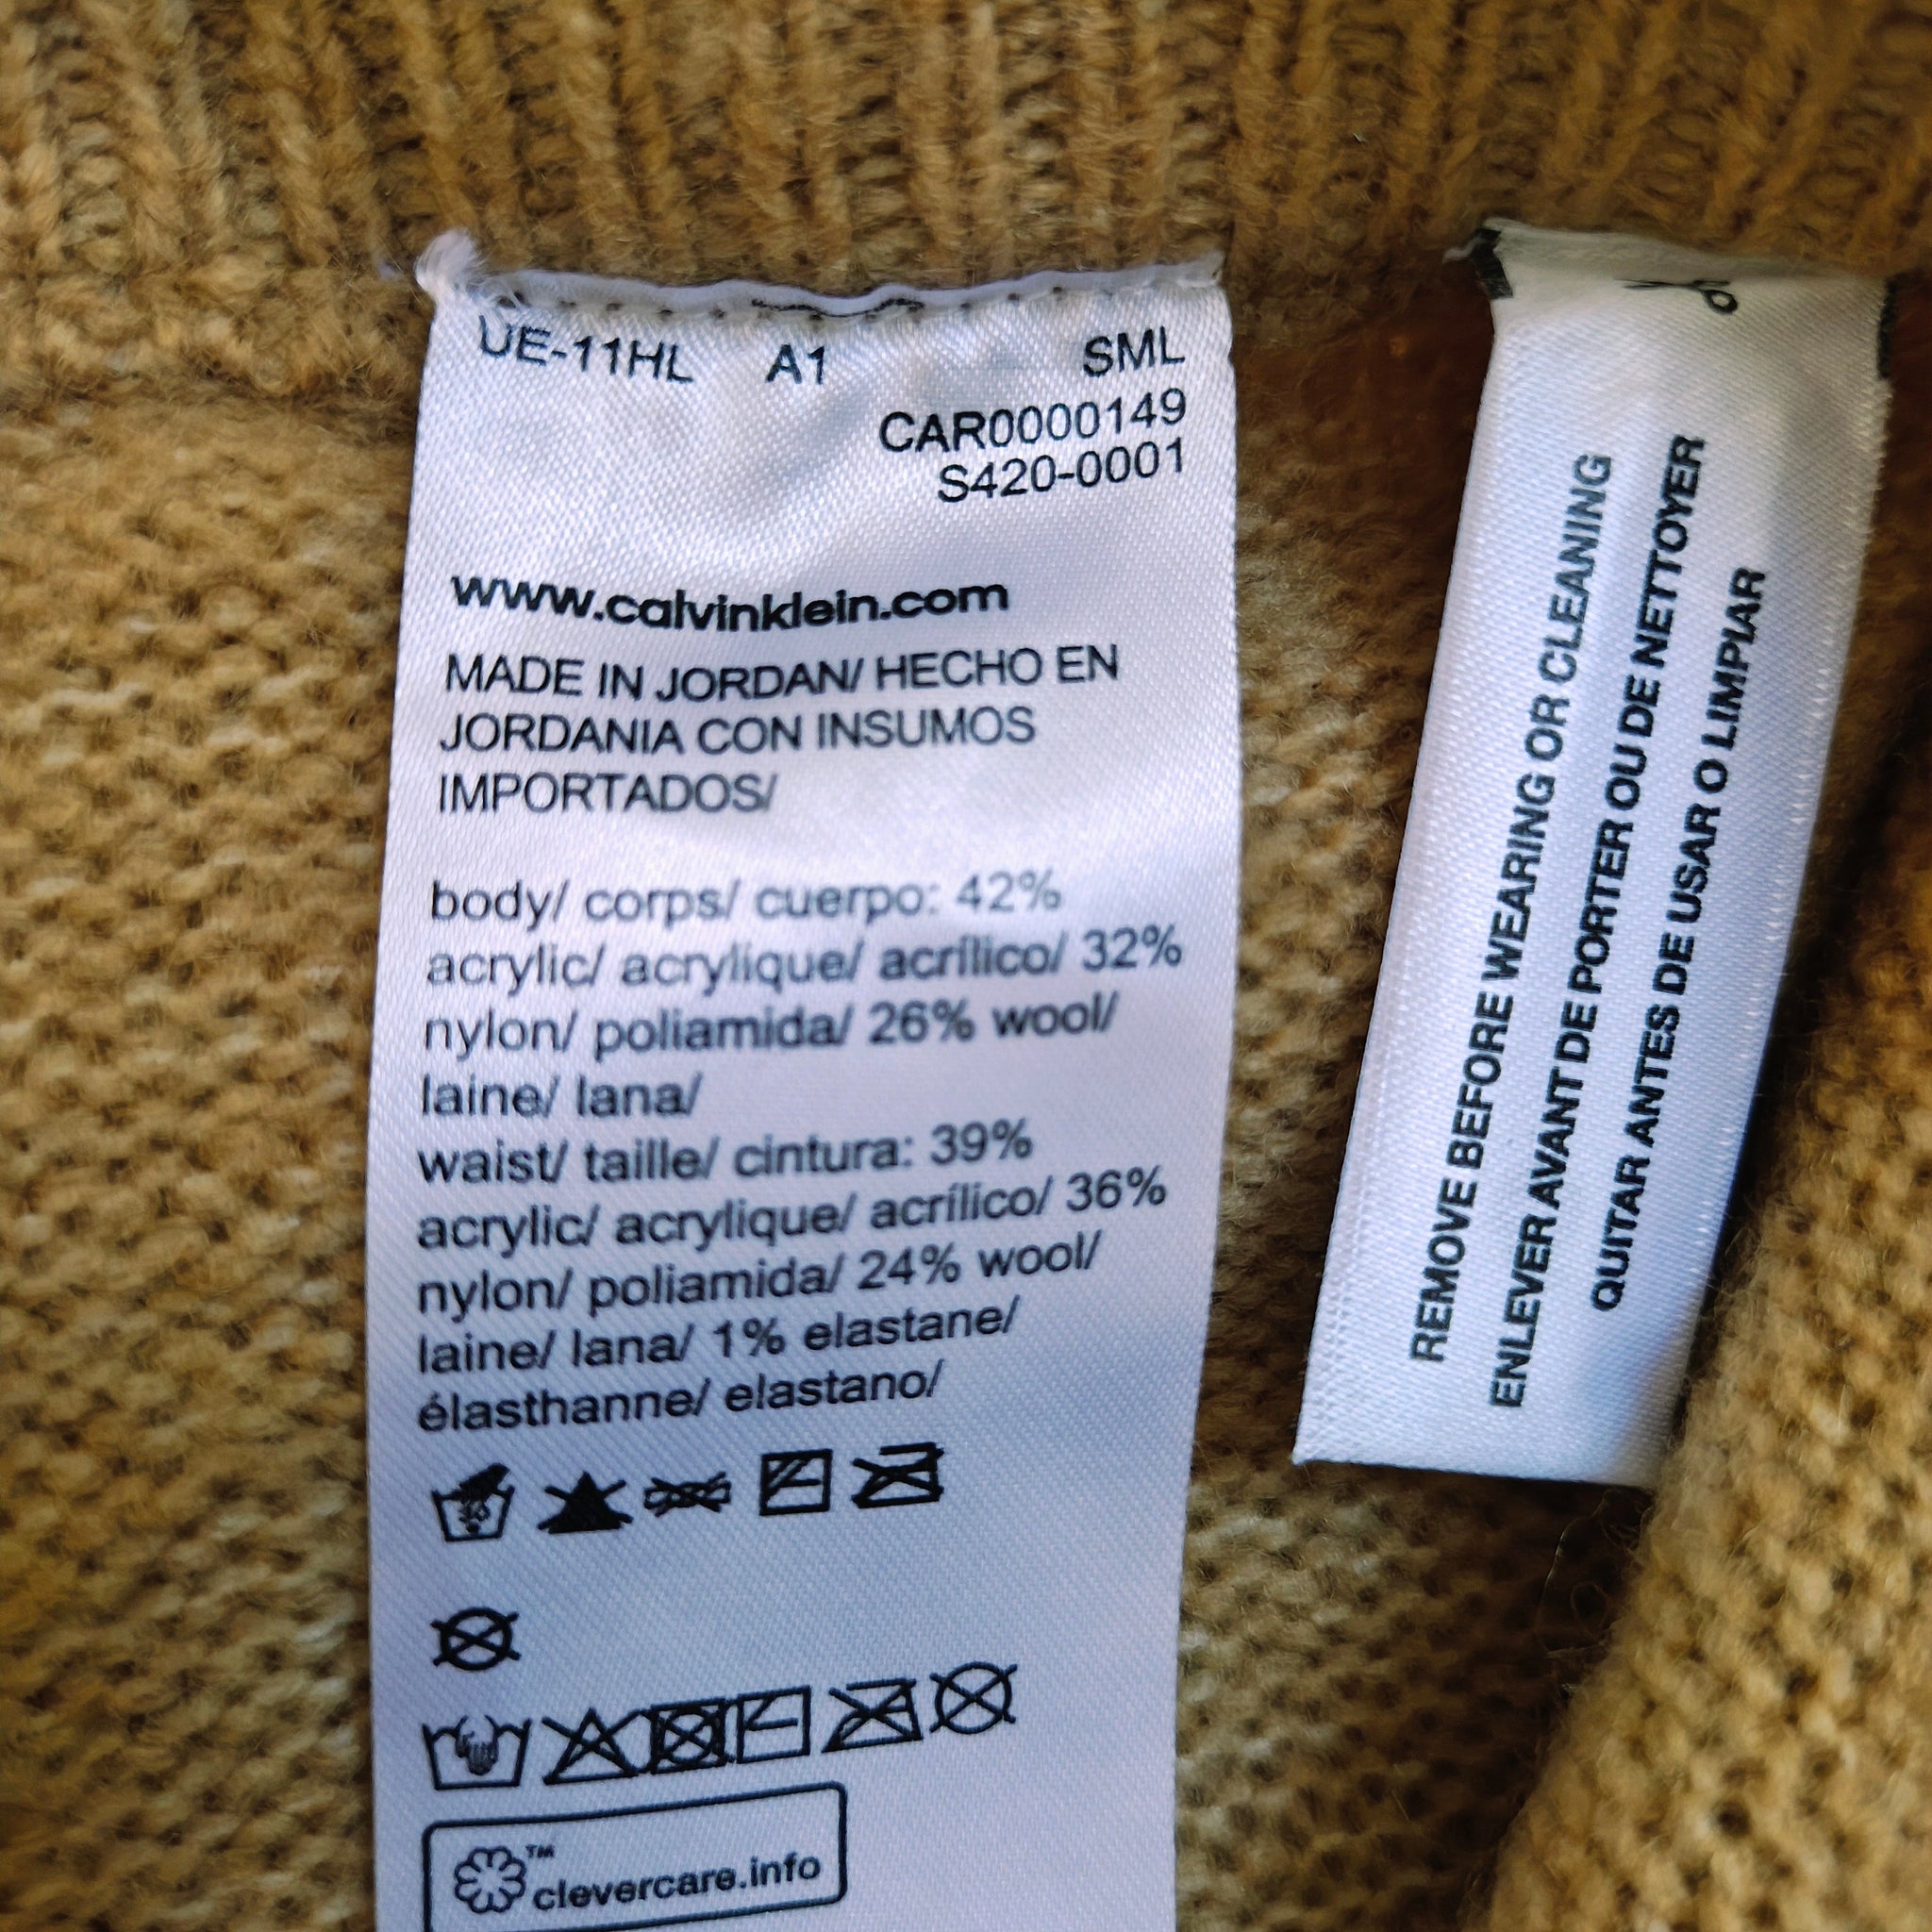 UE-11HL A1 SML
CAR0000149
S420-0001
www.calvinklein.com
MADE IN JORDAN/ HECHO EN
JORDANIA CON INSUMOS
IMPORTADOS/
body/ corps/ cuerpo: 42%
acrylic/ acrylique/ acrílico/ 32%
nylon/ poliamida/ 26% wool/
laine/ lana/
waist/ taille/ cintura: 39%
acrylic/ acrylique/ acrílico/ 36%
nylon/ poliamida/ 24% wool/
laine/ lana/ 1% elastane/
élasthanne/ elastano/
™
clevercare.info
REMOVE BEFORE WEARING OR CLEANING
ENLEVER AVANT DE PORTER OU DE NETTOYER
QUITAR ANTES DE USAR O LIMPIAR